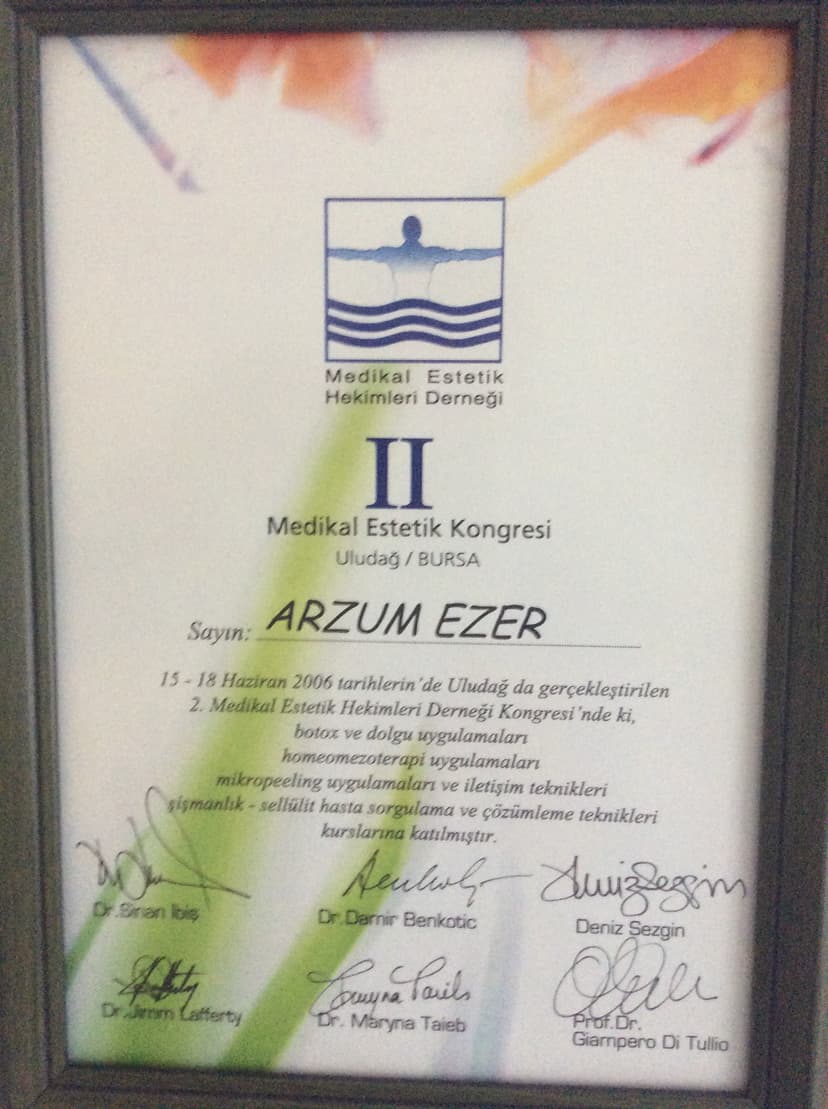 Medikal Estetik
Hekimleri Derneği
II
Medikal Estetik Kongresi
Uludağ / BURSA
Sayın: ARZUM EZER
15 - 18 Haziran 2006 tarihlerin'de Uludağ da gerçekleştirilen
2. Medikal Estetik Hekimleri Derneği Kongresi'nde ki,
botox ve dolgu uygulamaları
homeomezoterapi uygulamaları
mikropeeling uygulamaları ve iletişim teknikleri
şişmanlık - sellülit hasta sorgulama ve çözümleme teknikleri
kurslarına katılmıştır.
Deniz Sezgin
Dr.Sinan İbiş Dr.Damir Benkotic Deniz Sezgin
Dr.Jimm Lafferty Dr. Maryna Taieb Prof.Dr.
Giampero Di Tullio